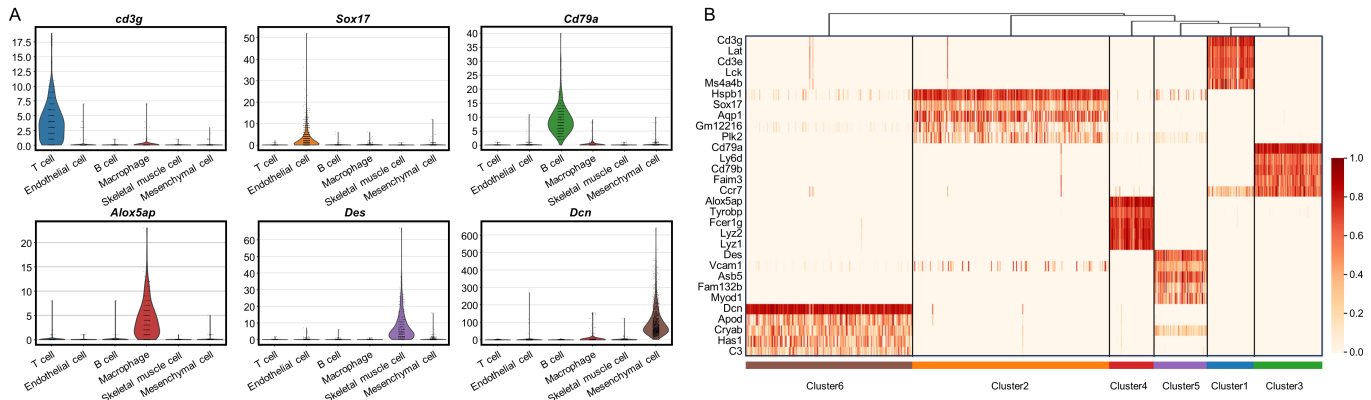 A
cd3g
17.5
15.0
12.5
10.0
7.5
5.0
2.5
0.0
T cell
Endothelial cell
B cell
Macrophage
Skeletal muscle cell
Mesenchymal cell
Sox17
50
40
30
20
10
0
T cell
Endothelial cell
B cell
Macrophage
Skeletal muscle cell
Mesenchymal cell
Cd79a
40
30
20
10
0
T cell
Endothelial cell
B cell
Macrophage
Skeletal muscle cell
Mesenchymal cell
Alox5ap
20
15
10
5
0
T cell
Endothelial cell
B cell
Macrophage
Skeletal muscle cell
Mesenchymal cell
Des
60
50
40
30
20
10
0
T cell
Endothelial cell
B cell
Macrophage
Skeletal muscle cell
Mesenchymal cell
Dcn
600
500
400
300
200
100
0
T cell
Endothelial cell
B cell
Macrophage
Skeletal muscle cell
Mesenchymal cell
B
Cd3g
Lat
Cd3e
Lck
Ms4a4b
Hspb1
Sox17
Aqp1
Gm12216
Plk2
Cd79a
Ly6d
Cd79b
Faim3
Ccr7
Alox5ap
Tyrobp
Fcer1g
Lyz2
Lyz1
Des
Vcam1
Asb5
Fam132b
Myod1
Dcn
Apod
Cryab
Has1
C3
Cluster6
Cluster2
Cluster4
Cluster5
Cluster1
Cluster3
1.0
0.8
0.6
0.4
0.2
0.0